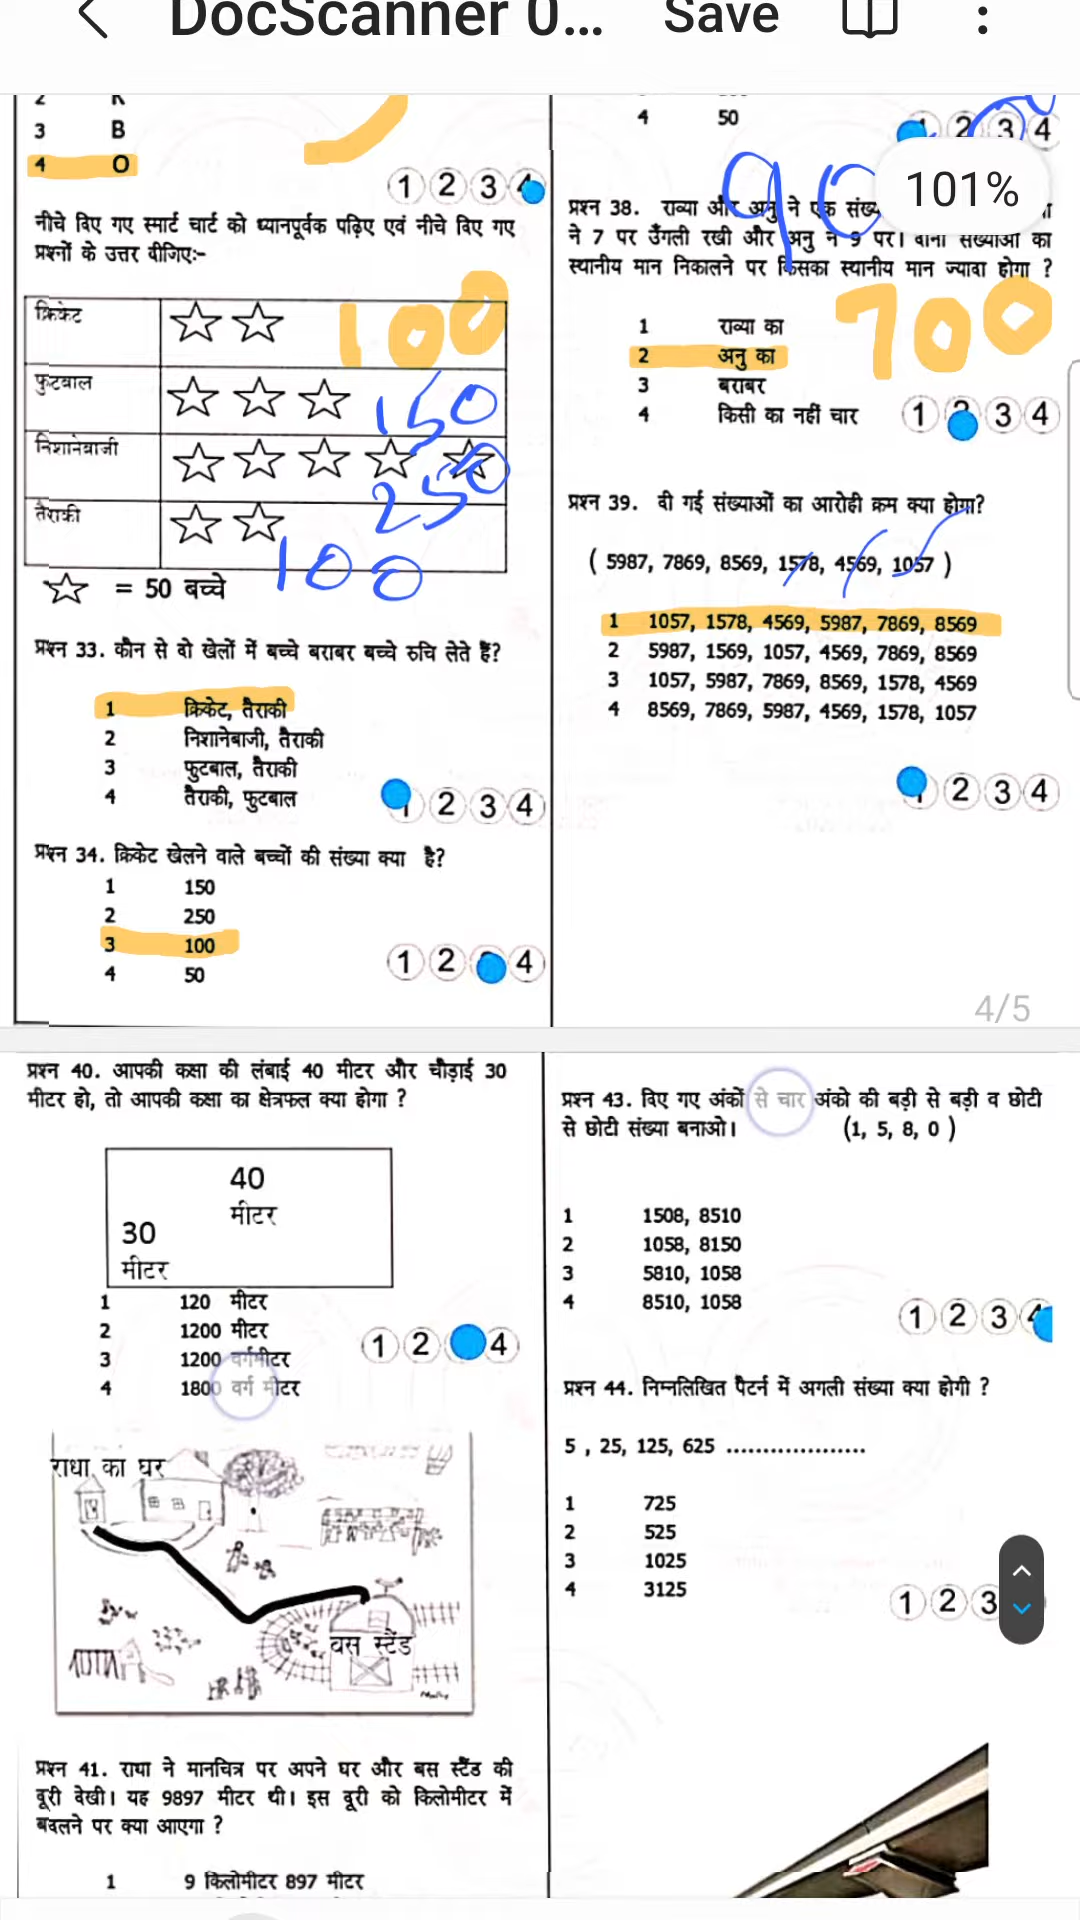 DocScanner 0... Save
101%
3 B
4 O
1 2 3 4
नीचे दिए गए स्मार्ट चार्ट को ध्यानपूर्वक पढ़िए एवं नीचे दिए गए
प्रश्नों के उत्तर दीजिए:-
क्रिकेट 100
फुटबाल 150
निशानेबाजी 250
तैराकी 100
= 50 बच्चे
प्रश्न 33. कौन से दो खेलों में बच्चे बराबर बच्चे रुचि लेते हैं?
1 क्रिकेट, तैराकी
2 निशानेबाजी, तैराकी
3 फुटबाल, तैराकी
4 तैराकी, फुटबाल
1 2 3 4
प्रश्न 34. क्रिकेट खेलने वाले बच्चों की संख्या क्या है?
1 150
2 250
3 100
4 50
1 2 4
4 50
1 2 3 4
90
प्रश्न 38. राव्या और अनु ने एक
ने 7 पर उँगली रखी और अनु ने 9 पर। दोनों संख्याओं का
स्थानीय मान निकालने पर किसका स्थानीय मान ज्यादा होगा ?
700
1 राव्या का
2 अनु का
3 बराबर
4 किसी का नहीं चार
1 2 3 4
प्रश्न 39. दी गई संख्याओं का आरोही क्रम क्या होगा?
( 5987, 7869, 8569, 1578, 4569, 1057 )
1 1057, 1578, 4569, 5987, 7869, 8569
2 5987, 1569, 1057, 4569, 7869, 8569
3 1057, 5987, 7869, 8569, 1578, 4569
4 8569, 7869, 5987, 4569, 1578, 1057
1 2 3 4
4/5
प्रश्न 40. आपकी कक्षा की लंबाई 40 मीटर और चौड़ाई 30
मीटर हो, तो आपकी कक्षा का क्षेत्रफल क्या होगा ?
40
मीटर
30
मीटर
1 120 मीटर
2 1200 मीटर
3 1200 वर्गमीटर
4 1800 वर्ग मीटर
1 2 4
राधा का घर
बस स्टैंड
प्रश्न 41. राधा ने मानचित्र पर अपने घर और बस स्टैंड की
दूरी देखी। यह 9897 मीटर थी। इस दूरी को किलोमीटर में
बदलने पर क्या आएगा ?
1 9 किलोमीटर 897 मीटर
प्रश्न 43. दिए गए अंकों से चार अंको की बड़ी से बड़ी व छोटी
से छोटी संख्या बनाओ। (1, 5, 8, 0 )
1 1508, 8510
2 1058, 8150
3 5810, 1058
4 8510, 1058
1 2 3 4
प्रश्न 44. निम्नलिखित पैटर्न में अगली संख्या क्या होगी ?
5 , 25, 125, 625 ...................
1 725
2 525
3 1025
4 3125
1 2 3